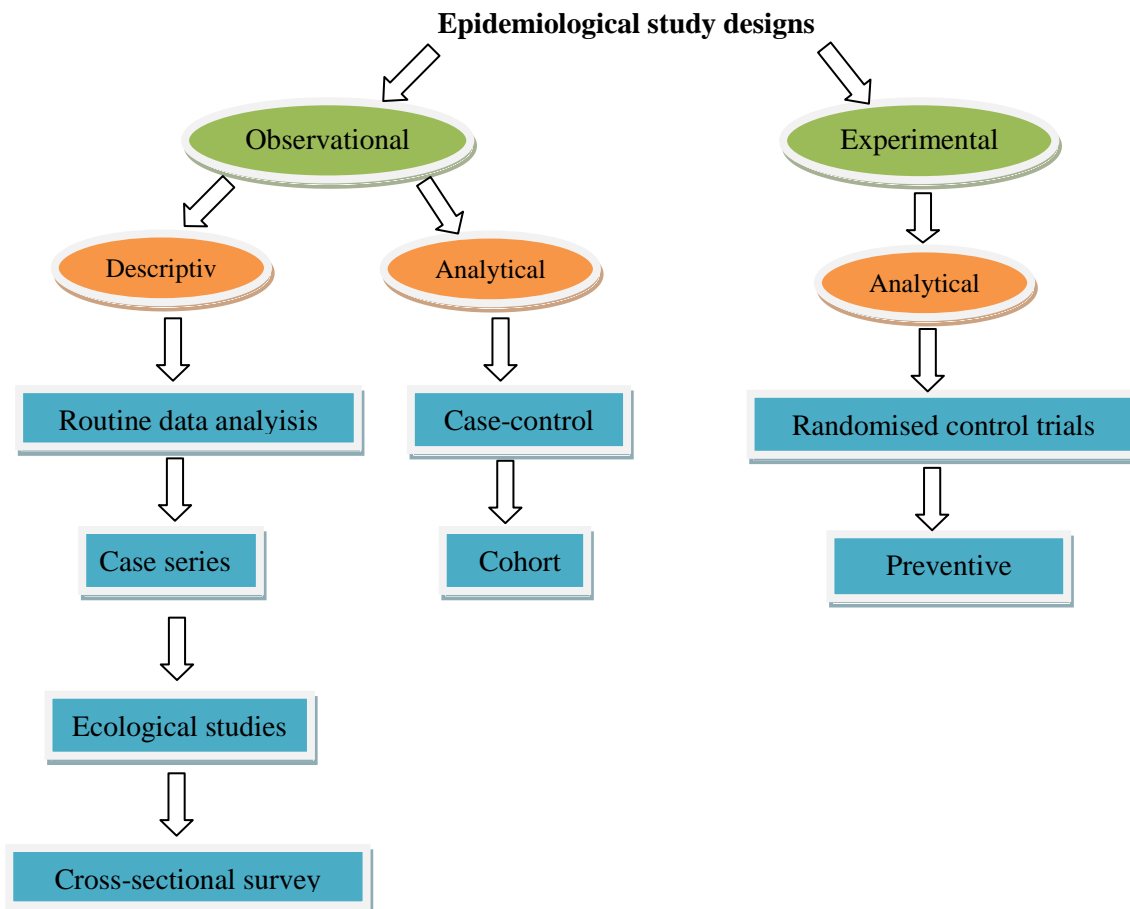 Epidemiological study designs
Observational
Experimental
Descriptiv
Analytical
Analytical
Routine data analyisis
Case-control
Randomised control trials
Case series
Cohort
Preventive
Ecological studies
Cross-sectional survey